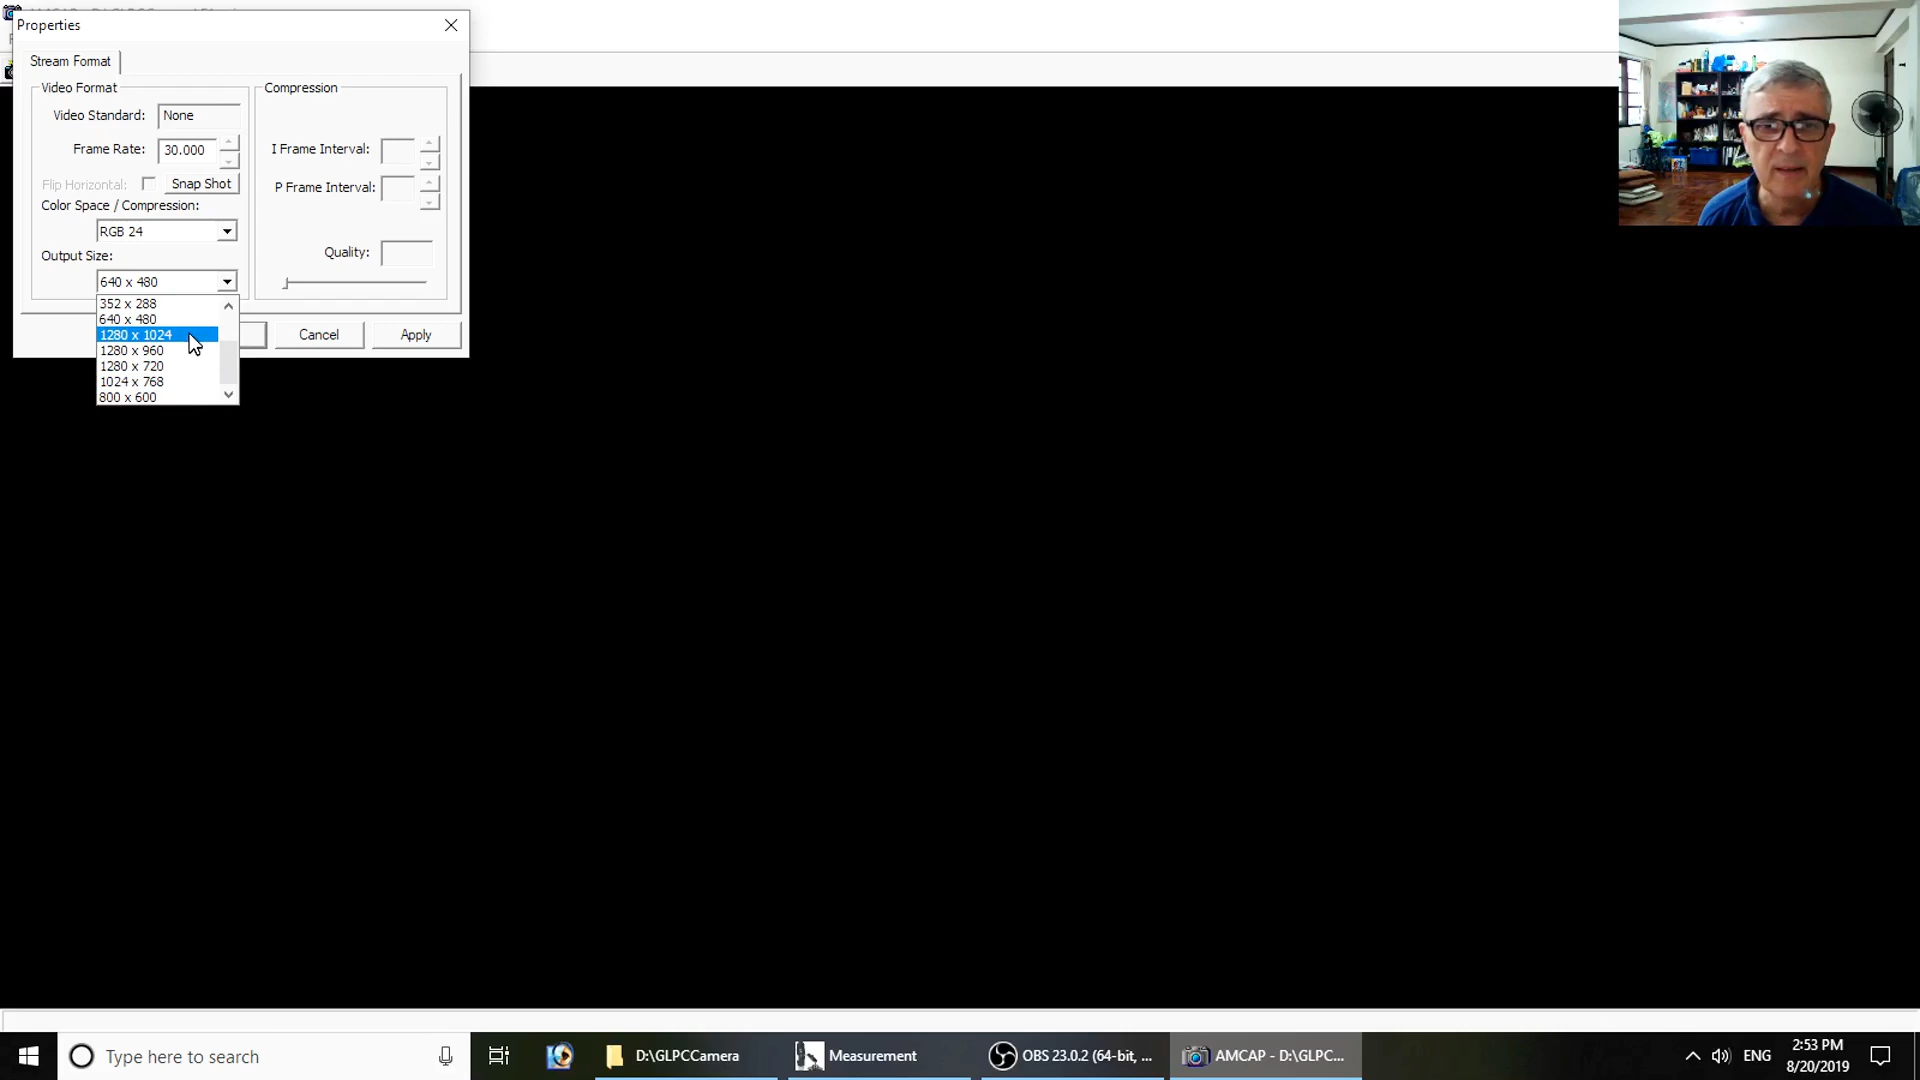 Properties
Stream Format
Video Format
Compression
Video Standard: None
Frame Rate: 30.000
I Frame Interval:
Flip Horizontal: Snap Shot
P Frame Interval:
Color Space / Compression:
RGB 24
Output Size:
Quality:
640 x 480
352 x 288
640 x 480
1280 x 1024
1280 x 960
1280 x 720
1024 x 768
800 x 600
Cancel
Apply
Type here to search
D:\GLPCCamera
Measurement
OBS 23.0.2 (64-bit, ...
AMCAP - D:\GLPC...
ENG
2:53 PM
8/20/2019